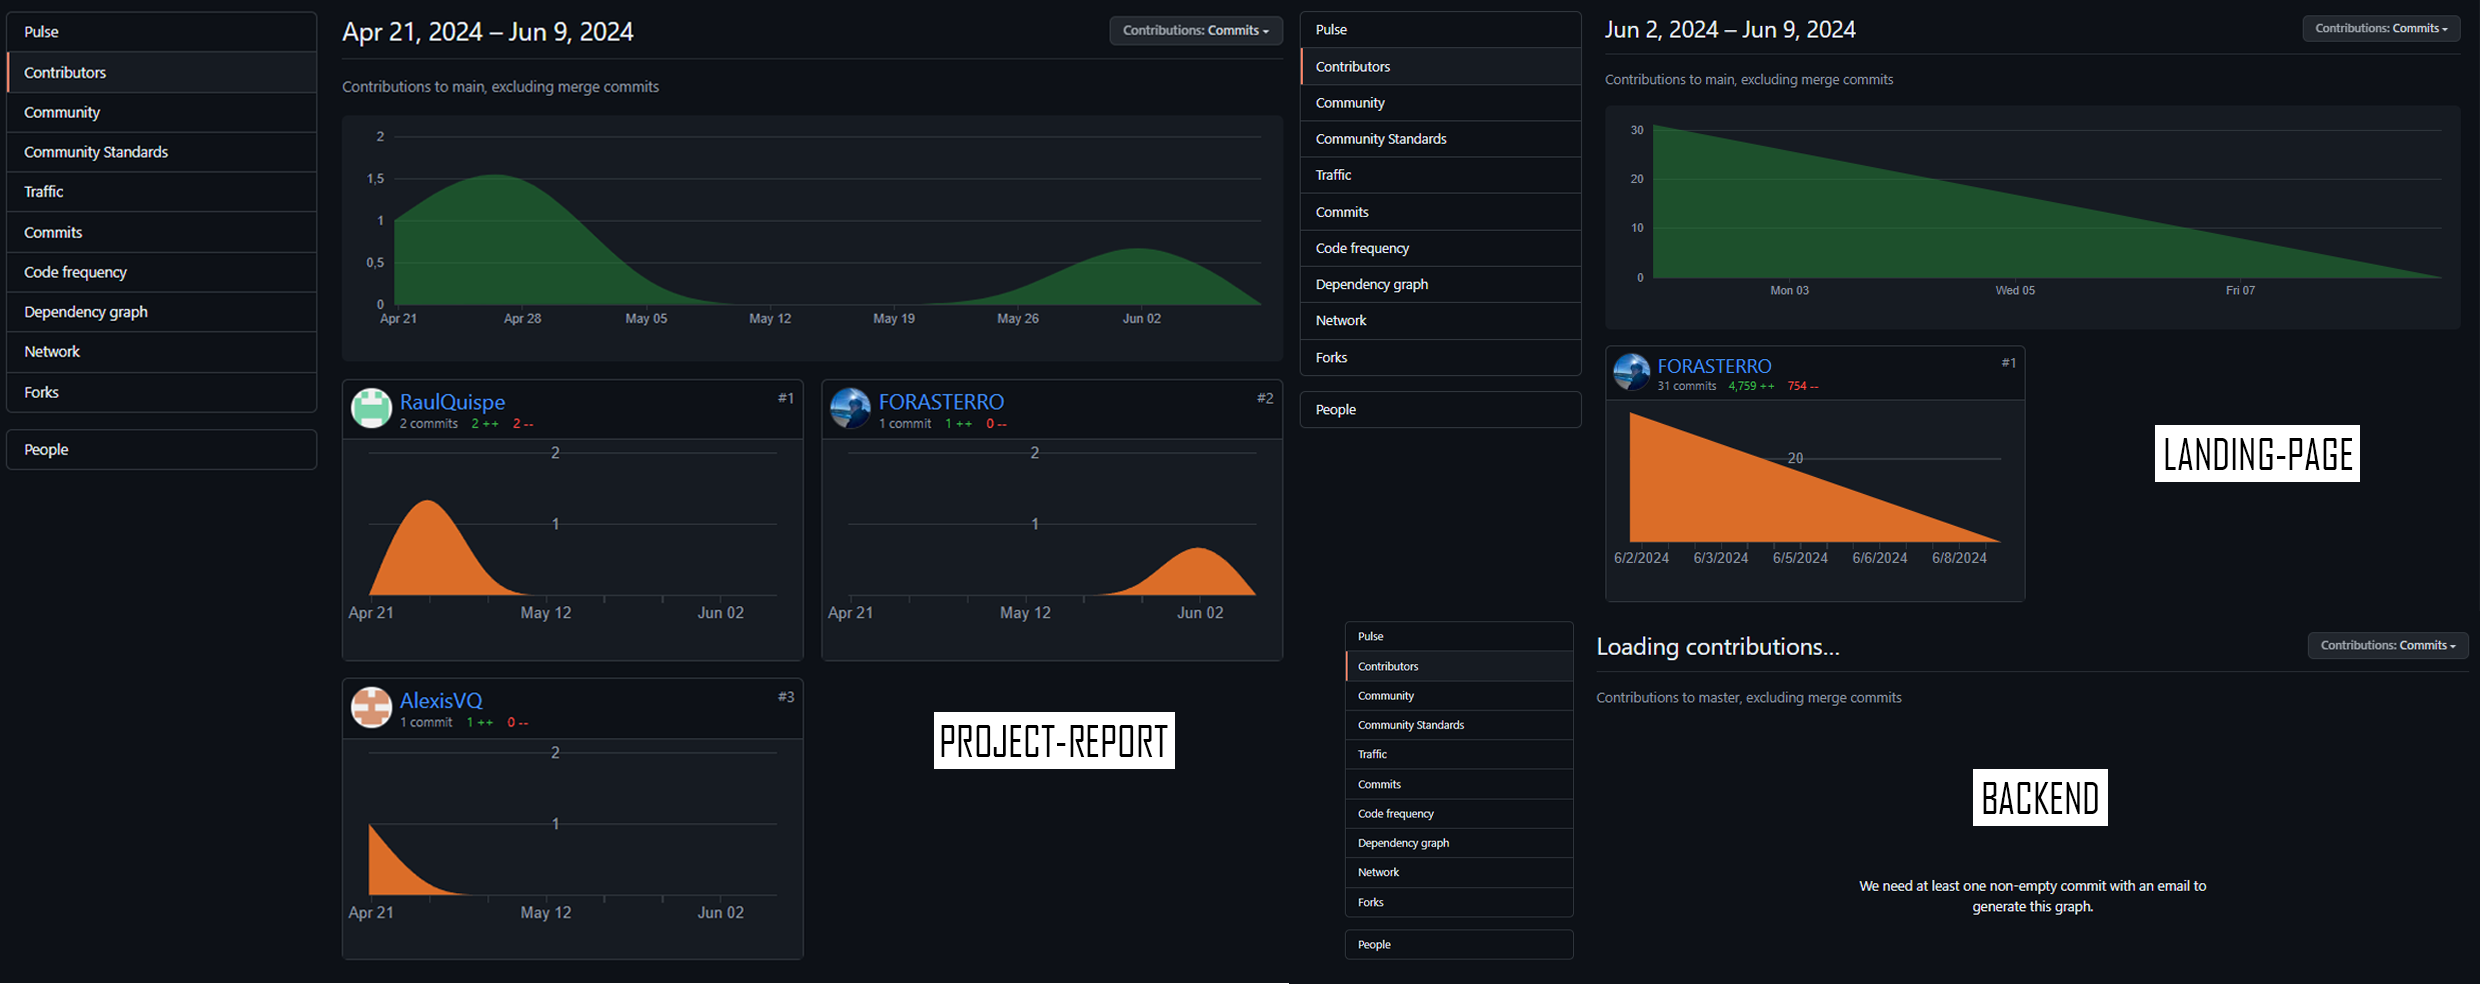 Pulse
Contributors
Community
Community Standards
Traffic
Commits
Code frequency
Dependency graph
Network
Forks
People
Apr 21, 2024 – Jun 9, 2024
Contributions: Commits
Contributions to main, excluding merge commits
2
1,5
1
0,5
0
Apr 21 Apr 28 May 05 May 12 May 19 May 26 Jun 02
RaulQuispe #1
2 commits 2 ++ 2 --
2
1
Apr 21 May 12 Jun 02
FORASTERRO #2
1 commit 1 ++ 0 --
2
1
Apr 21 May 12 Jun 02
AlexisVQ #3
1 commit 1 ++ 0 --
2
1
Apr 21 May 12 Jun 02
PROJECT-REPORT
Pulse
Contributors
Community
Community Standards
Traffic
Commits
Code frequency
Dependency graph
Network
Forks
People
Jun 2, 2024 – Jun 9, 2024
Contributions: Commits
Contributions to main, excluding merge commits
30
20
10
0
Mon 03 Wed 05 Fri 07
FORASTERRO #1
31 commits 4,759 ++ 754 --
20
6/2/2024 6/3/2024 6/5/2024 6/6/2024 6/8/2024
LANDING-PAGE
Pulse
Contributors
Community
Community Standards
Traffic
Commits
Code frequency
Dependency graph
Network
Forks
People
Loading contributions...
Contributions: Commits
Contributions to master, excluding merge commits
BACKEND
We need at least one non-empty commit with an email to
generate this graph.